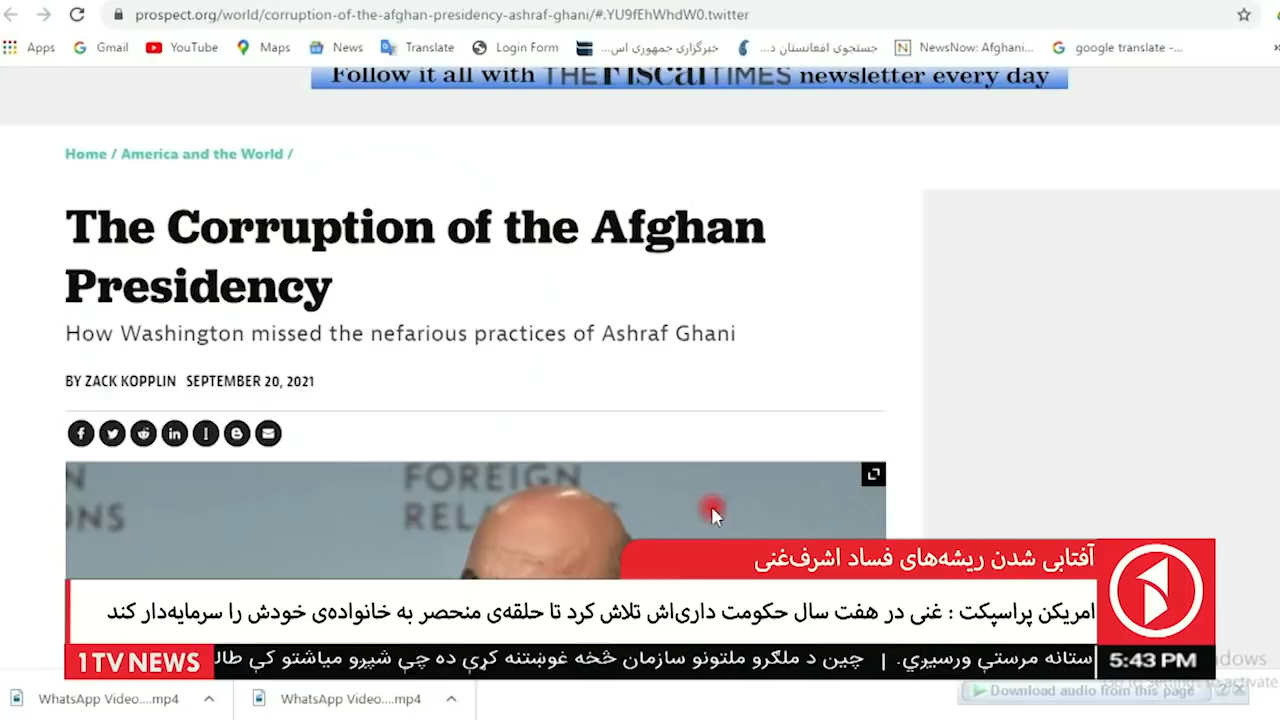 prospect.org/world/corruption-of-the-afghan-presidency-ashraf-ghani/#.YU9fEhWhdW0.twitter
Apps Gmail YouTube Maps News Translate Login Form خبرگزاری جمهوری اس... جستجوی افغانستان د... NewsNow: Afghani... google translate -...
Follow it all with THE FISCAL TIMES newsletter every day
Home / America and the World /
The Corruption of the Afghan
Presidency
How Washington missed the nefarious practices of Ashraf Ghani
BY ZACK KOPPLIN SEPTEMBER 20, 2021
FOREIGN
NS
آفتابی شدن ریشه‌های فساد اشرف‌غنی
امریکن پراسپکت : غنی در هفت سال حکومت داری‌اش تلاش کرد تا حلقه‌ی منحصر به خانواده‌ی خودش را سرمایه‌دار کند
1TV NEWS
ستانه مرستې ورسیږي. | چین د ملګرو ملتونو سازمان څخه غوښتنه کړې ده چې شپږو میاشتو کې طال
5:43 PM
WhatsApp Video....mp4 WhatsApp Video....mp4
Download audio from this page